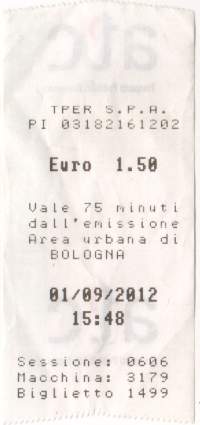 TPER S.P.A.
PI 03182161202
Euro 1.50
Vale 75 minuti
dall'emissione
Area urbana di
BOLOGNA
01/09/2012
15:48
Sessione: 0606
Macchina: 3179
Biglietto 1499